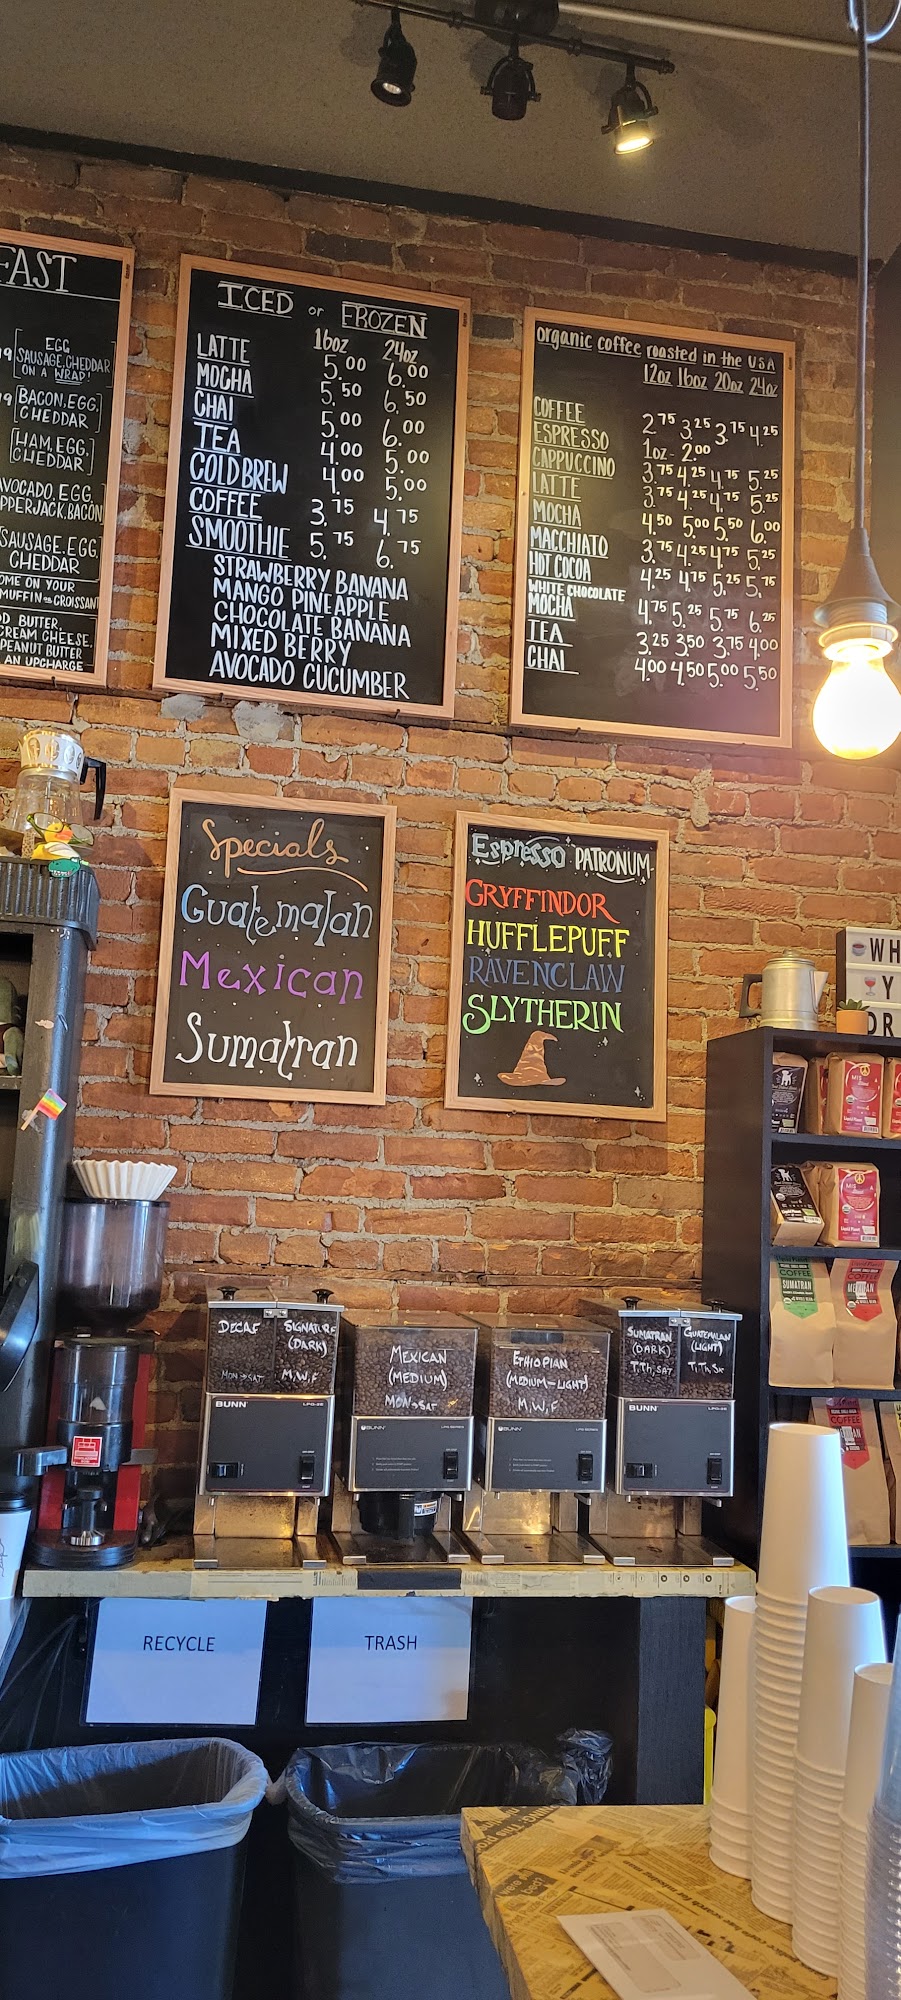 FAST
EGG
SAUSAGE, CHEDDAR
ON A WRAP!
BACON, EGG,
CHEDDAR
HAM, EGG,
CHEDDAR
AVOCADO, EGG,
PPERJACK, BACON
SAUSAGE, EGG,
CHEDDAR
OME ON YOUR
MUFFIN or CROISSANT
D BUTTER,
CREAM CHEESE,
PEANUT BUTTER
AN UPCHARGE
ICED or FROZEN
16oz 24oz
LATTE 5.00 6.00
MOCHA 5.50 6.50
CHAI 5.00 6.00
TEA 4.00 5.00
COLD BREW 4.00 5.00
COFFEE 3.75 4.75
SMOOTHIE 5.75 6.75
STRAWBERRY BANANA
MANGO PINEAPPLE
CHOCOLATE BANANA
MIXED BERRY
AVOCADO CUCUMBER
organic coffee roasted in the USA
12oz 16oz 20oz 24oz
COFFEE 2.75 3.25 3.75 4.25
ESPRESSO 1oz - 2.00
CAPPUCCINO 3.75 4.25 4.75 5.25
LATTE 3.75 4.25 4.75 5.25
MOCHA 4.50 5.00 5.50 6.00
MACCHIATO 3.75 4.25 4.75 5.25
HOT COCOA 4.25 4.75 5.25 5.75
WHITE CHOCOLATE
MOCHA 4.75 5.25 5.75 6.25
TEA 3.25 3.50 3.75 4.00
CHAI 4.00 4.50 5.00 5.50
Specials
Guatemalan
Mexican
Sumatran
Espresso PATRONUM
GRYFFINDOR
HUFFLEPUFF
RAVENCLAW
SLYTHERIN
WH
Y
DR
COFFEE
SUMATRAN
COFFEE
MEXICAN
COFFEE
DECAF
MON→SAT
SIGNATURE
(DARK)
M,W,F
MEXICAN
(MEDIUM)
MON→SAT
ETHIOPIAN
(MEDIUM-LIGHT)
M,W,F
SUMATRAN
(DARK)
T,Th,SAT
GUATEMALAN
(LIGHT)
T,Th,SA
BUNN
BUNN
BUNN
BUNN
RECYCLE
TRASH